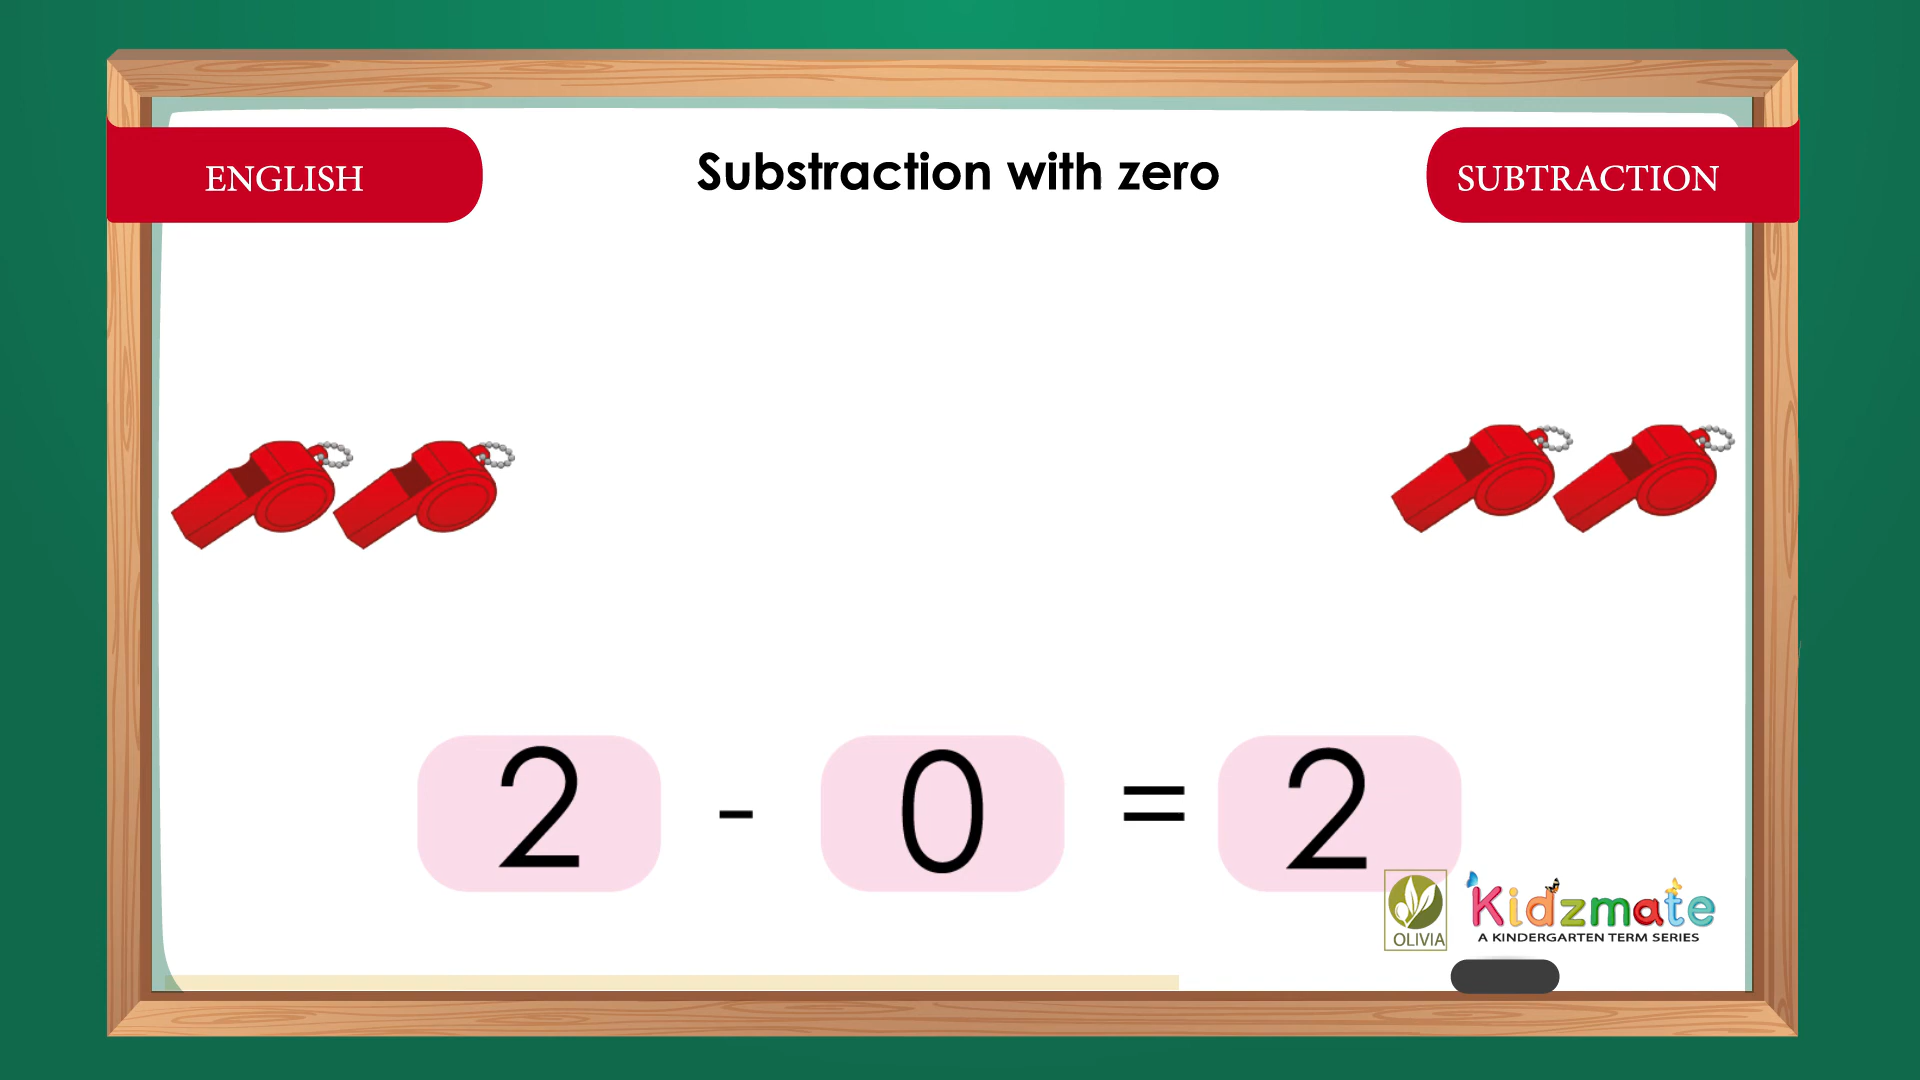 ENGLISH
Substraction with zero
SUBTRACTION
2 - 0 = 2
OLIVIA
Kidzmate
A KINDERGARTEN TERM SERIES